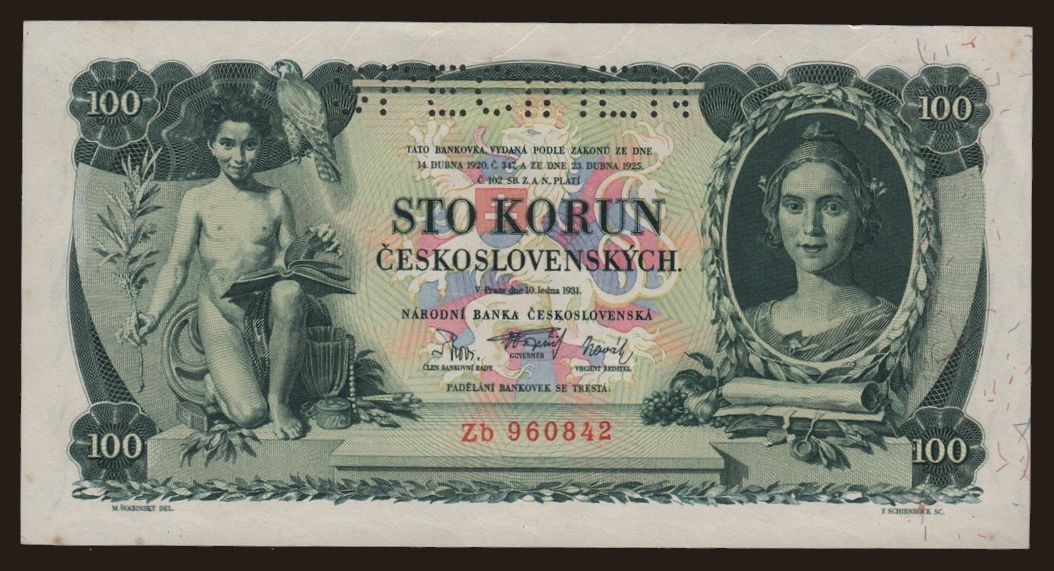 100
100
TATO BANKOVKA, VYDANÁ PODLE ZÁKONŮ ZE DNE
14. DUBNA 1920, Č. 347, A ZE DNE 23. DUBNA 1925,
Č. 102 SB. Z. A N., PLATÍ
STO KORUN
ČESKOSLOVENSKÝCH.
V Praze dne 10. ledna 1931.
NÁRODNÍ BANKA ČESKOSLOVENSKÁ
ČLEN BANKOVNÍ RADY
GUVERNÉR
VRCHNÍ ŘEDITEL
PADĚLÁNÍ BANKOVEK SE TRESTÁ.
Zb 960842
100
100
M. ŠVABINSKÝ DEL.
F. SCHIRNBÖCK SC.